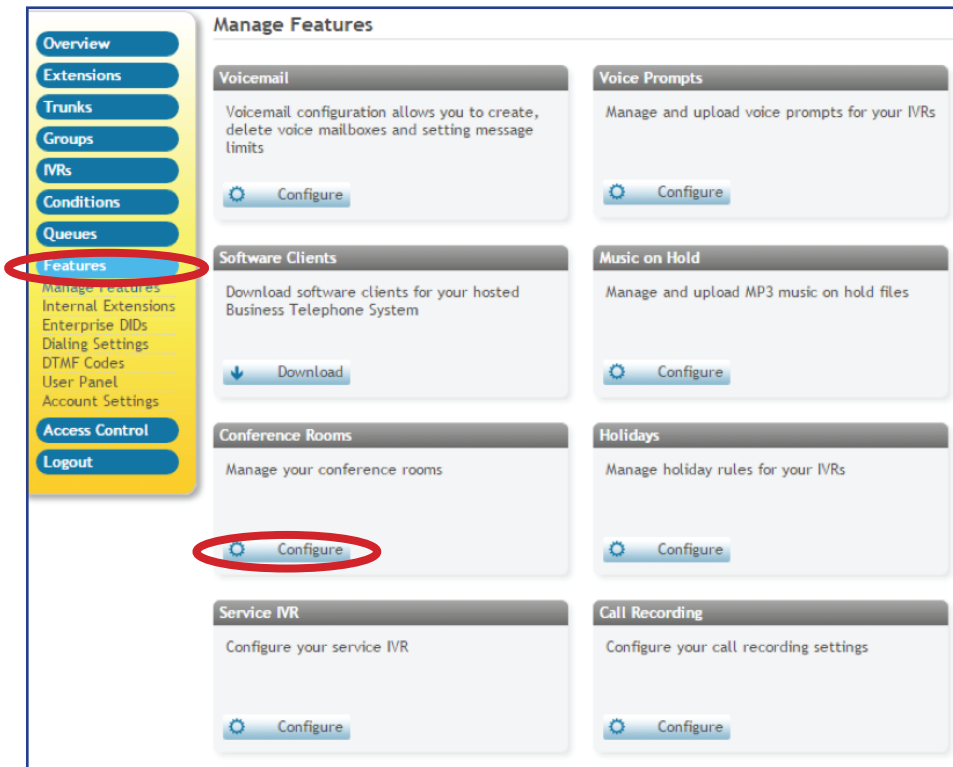 Manage Features
Overview
Extensions
Trunks
Groups
IVRs
Conditions
Queues
Features
Manage Features
Internal Extensions
Enterprise DIDs
Dialing Settings
DTMF Codes
User Panel
Account Settings
Access Control
Logout
Voicemail
Voicemail configuration allows you to create,
delete voice mailboxes and setting message
limits
Configure
Voice Prompts
Manage and upload voice prompts for your IVRs
Configure
Software Clients
Download software clients for your hosted
Business Telephone System
Download
Music on Hold
Manage and upload MP3 music on hold files
Configure
Conference Rooms
Manage your conference rooms
Configure
Holidays
Manage holiday rules for your IVRs
Configure
Service IVR
Configure your service IVR
Configure
Call Recording
Configure your call recording settings
Configure